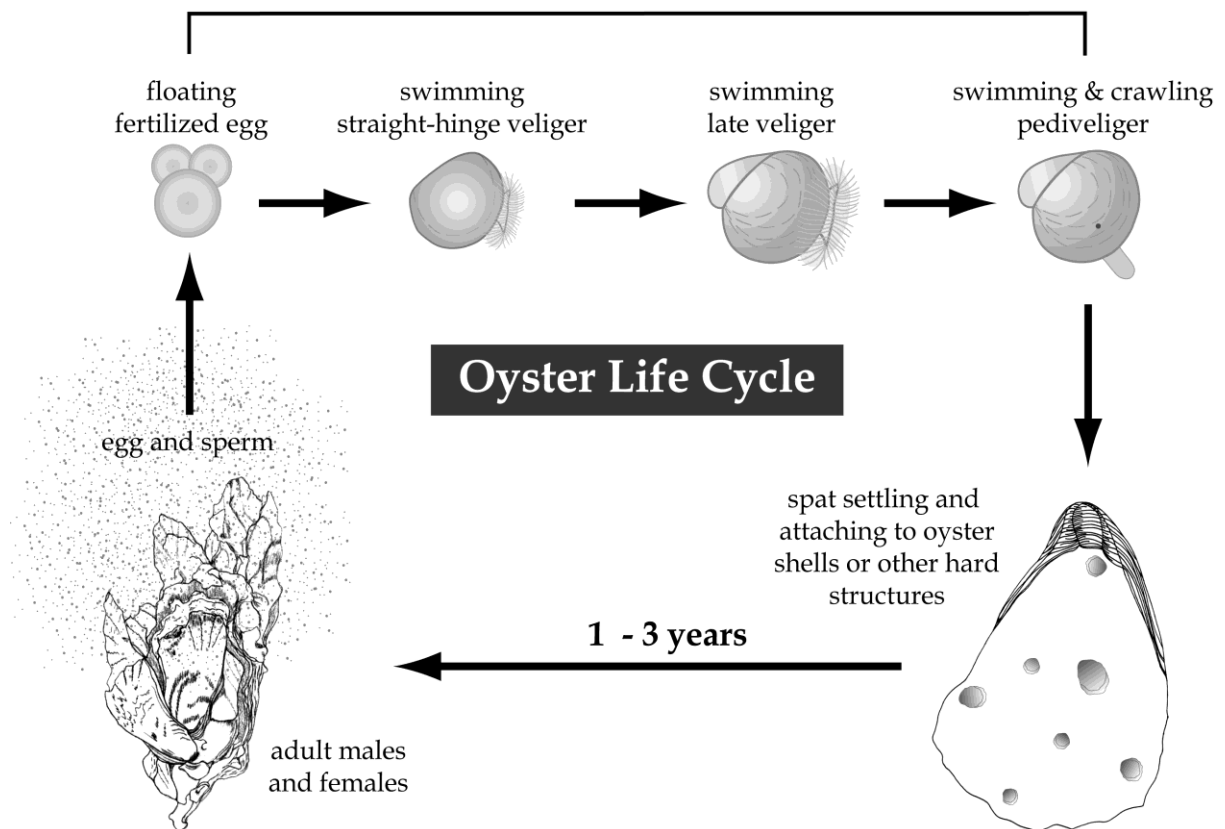 floating
fertilized egg
swimming
straight-hinge veliger
swimming
late veliger
swimming & crawling
pediveliger
Oyster Life Cycle
egg and sperm
spat settling and
attaching to oyster
shells or other hard
structures
1 - 3 years
adult males
and females